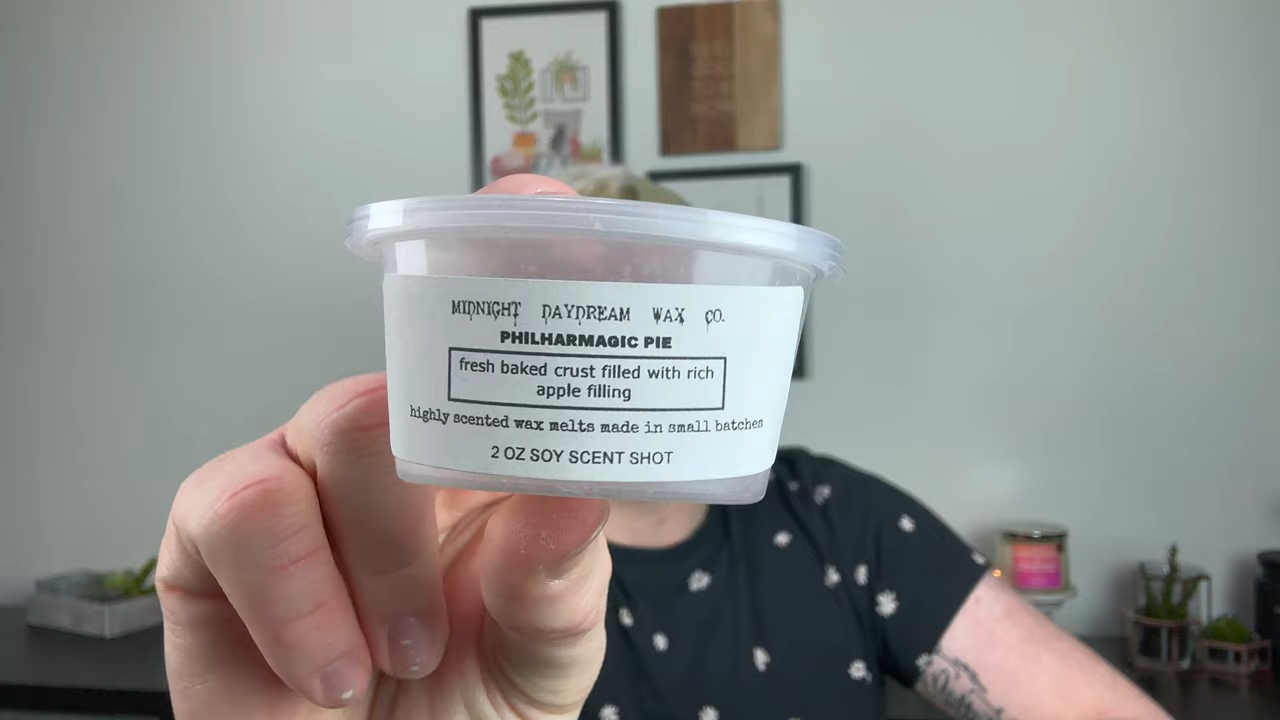 MIDNIGHT DAYDREAM WAX CO.
PHILHARMAGIC PIE
fresh baked crust filled with rich
apple filling
highly scented wax melts made in small batches
2 OZ SOY SCENT SHOT